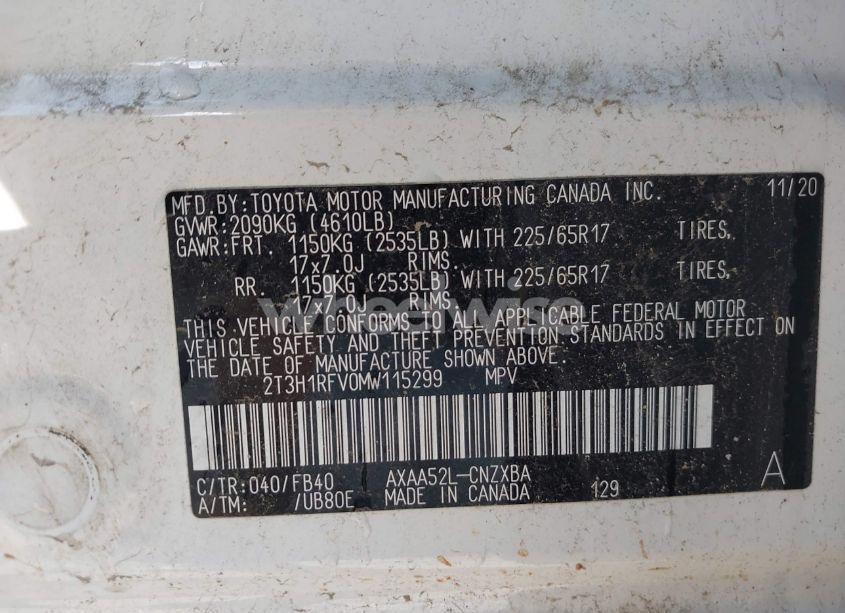 MFD.BY:TOYOTA MOTOR MANUFACTURING CANADA INC. 11/20
GVWR:2090KG (4610LB)
GAWR:FRT. 1150KG (2535LB) WITH 225/65R17 TIRES,
17x7.0J RIMS.
RR. 1150KG (2535LB) WITH 225/65R17 TIRES,
17x7.0J RIMS.
wheelwise
THIS VEHICLE CONFORMS TO ALL APPLICABLE FEDERAL MOTOR
VEHICLE SAFETY AND THEFT PREVENTION STANDARDS IN EFFECT ON
THE DATE OF MANUFACTURE SHOWN ABOVE.
2T3H1RFV0MW115299 MPV
C/TR:040/FB40 AXAA52L-CNZXBA A
A/TM: /UB80E MADE IN CANADA 129